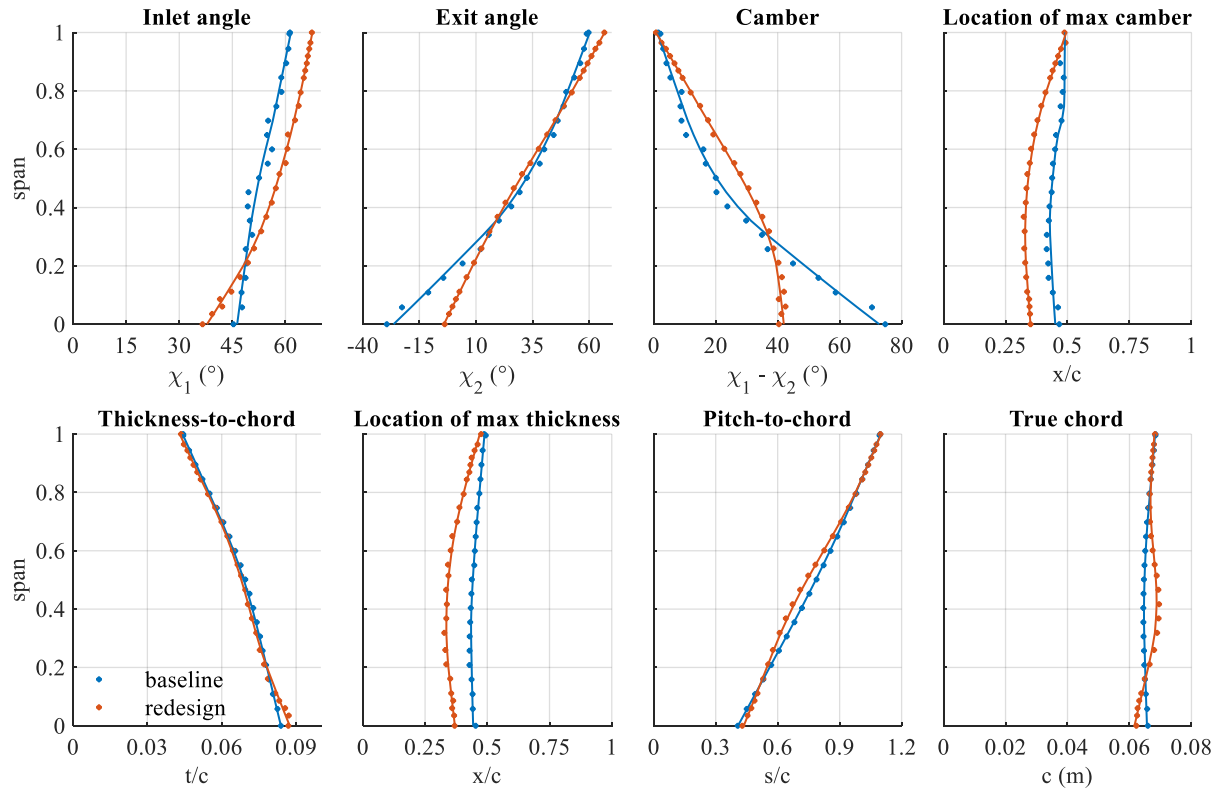 Inlet angle
Exit angle
Camber
Location of max camber
span
1
0.8
0.6
0.4
0.2
0
0 15 30 45 60
-40 -15 10 35 60
0 20 40 60 80
0 0.25 0.5 0.75 1
χ1 (°)
χ2 (°)
χ1 - χ2 (°)
x/c
Thickness-to-chord
Location of max thickness
Pitch-to-chord
True chord
span
1
0.8
0.6
0.4
0.2
0
baseline
redesign
0 0.03 0.06 0.09
0 0.25 0.5 0.75 1
0 0.3 0.6 0.9 1.2
0 0.02 0.04 0.06 0.08
t/c
x/c
s/c
c (m)